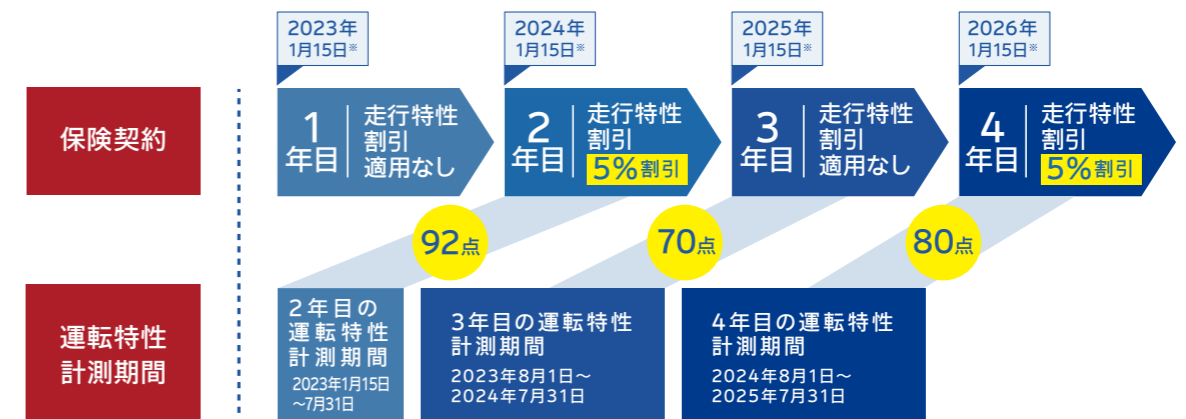 2023年
1月15日※
2024年
1月15日※
2025年
1月15日※
2026年
1月15日※
保険契約
1
年目
走行特性
割引
適用なし
2
年目
走行特性
割引
5%割引
3
年目
走行特性
割引
適用なし
4
年目
走行特性
割引
5%割引
92点
70点
80点
運転特性
計測期間
2年目の
運転特性
計測期間
2023年1月15日
～7月31日
3年目の運転特性
計測期間
2023年8月1日～
2024年7月31日
4年目の運転特性
計測期間
2024年8月1日～
2025年7月31日